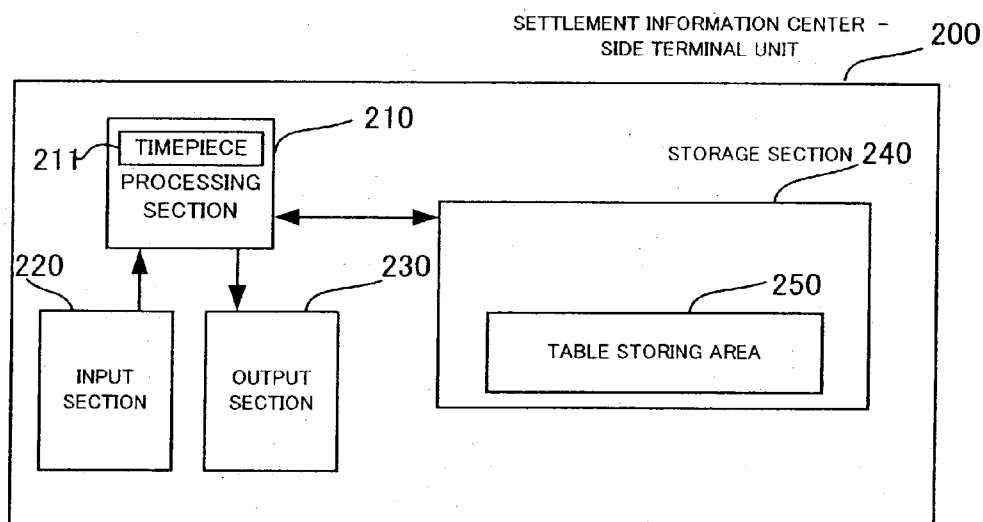 SETTLEMENT INFORMATION CENTER -
SIDE TERMINAL UNIT
200
210
211
TIMEPIECE
PROCESSING
SECTION
STORAGE SECTION
240
220
230
250
INPUT
SECTION
OUTPUT
SECTION
TABLE STORING AREA